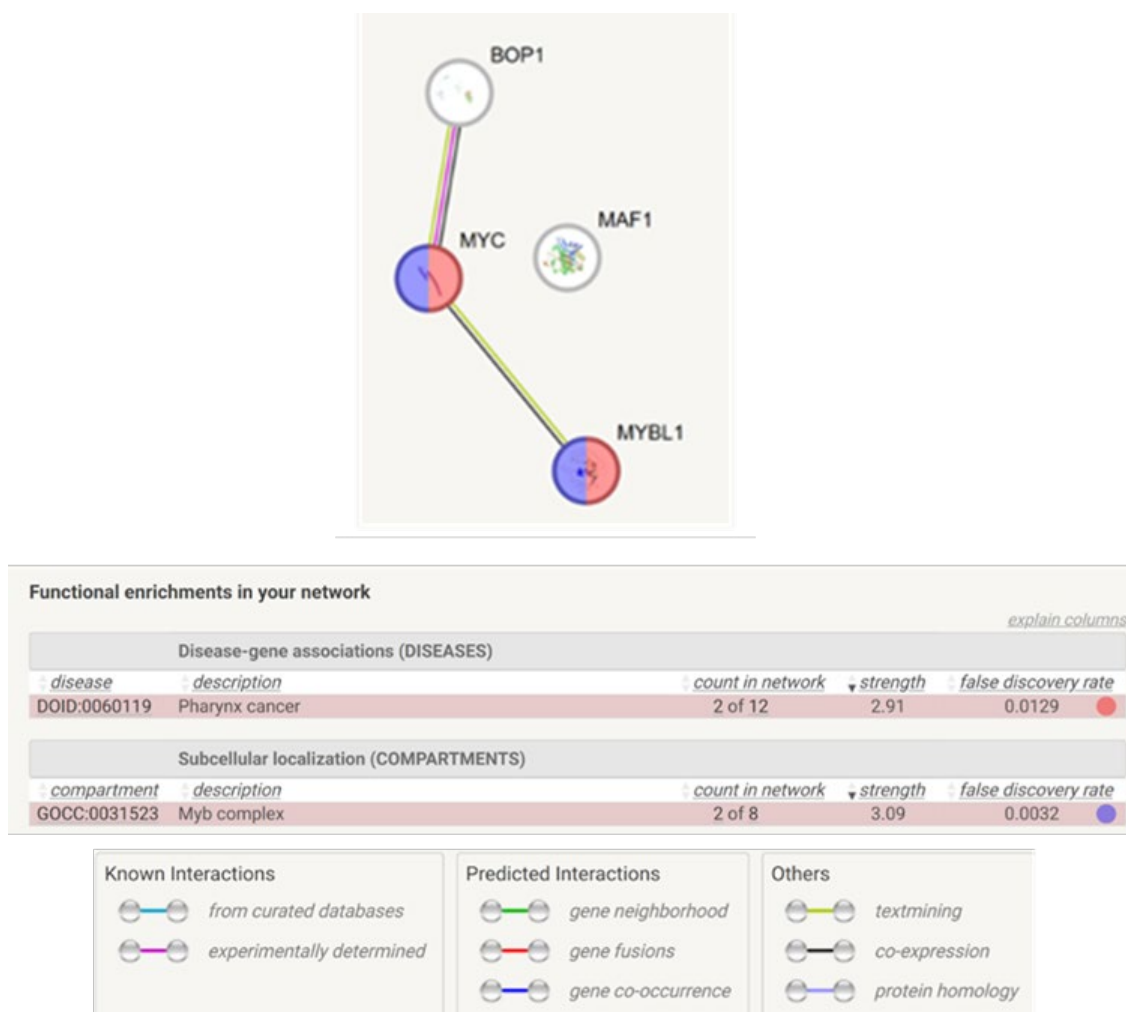 BOP1
MAF1
MYC
MYBL1
Functional enrichments in your network
explain columns
Disease-gene associations (DISEASES)
disease description count in network strength false discovery rate
DOID:0060119 Pharynx cancer 2 of 12 2.91 0.0129
Subcellular localization (COMPARTMENTS)
compartment description count in network strength false discovery rate
GOCC:0031523 Myb complex 2 of 8 3.09 0.0032
Known Interactions
from curated databases
experimentally determined
Predicted Interactions
gene neighborhood
gene fusions
gene co-occurrence
Others
textmining
co-expression
protein homology